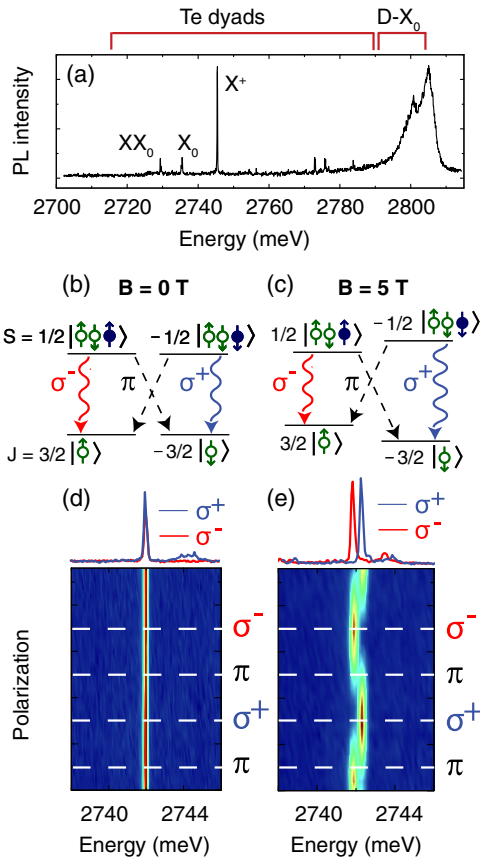 Te dyads D-X₀
(a)
PL intensity
XX₀ X₀ X⁺
2700 2720 2740 2760 2780 2800
Energy (meV)
(b) B = 0 T (c) B = 5 T
S = 1/2 |⟩ −1/2 |⟩ 1/2 |⟩ −1/2 |⟩
σ⁻ π σ⁺ σ⁻ π σ⁺
J = 3/2 |⟩ −3/2 |⟩ 3/2 |⟩ −3/2 |⟩
(d) σ⁺ σ⁻ (e) σ⁺ σ⁻
Polarization
σ⁻ σ⁻
π π
σ⁺ σ⁺
π π
2740 2744 2740 2744
Energy (meV) Energy (meV)